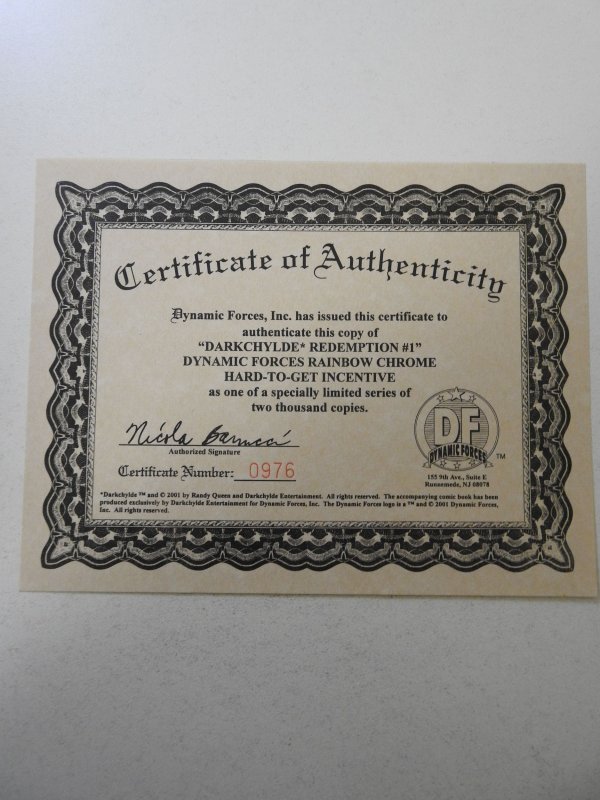 Certificate of Authenticity
Dynamic Forces, Inc. has issued this certificate to
authenticate this copy of
“DARKCHYLDE* REDEMPTION #1”
DYNAMIC FORCES RAINBOW CHROME
HARD-TO-GET INCENTIVE
as one of a specially limited series of
two thousand copies.
Nicola Barrucci
Authorized Signature
Certificate Number: 0976
DF
DYNAMIC FORCES
TM
155 9th Ave., Suite E
Runnemede, NJ 08078
*Darkchylde ™ and © 2001 by Randy Queen and Darkchylde Entertainment. All rights reserved. The accompanying comic book has been
produced exclusively by Darkchylde Entertainment for Dynamic Forces, Inc. The Dynamic Forces logo is a ™ and © 2001 Dynamic Forces,
Inc. All rights reserved.